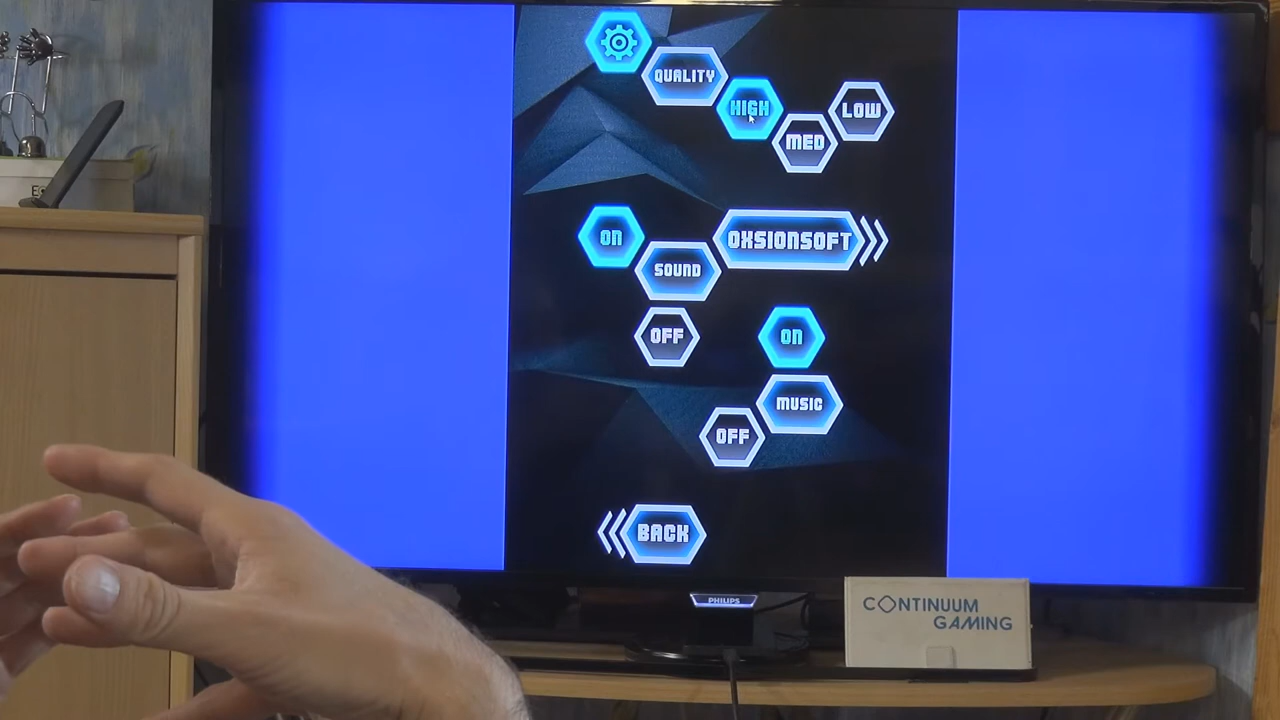 QUALITY
HIGH
MED
LOW
ON
SOUND
OFF
OXSIONSOFT
ON
MUSIC
OFF
BACK
PHILIPS
CONTINUUM
GAMING